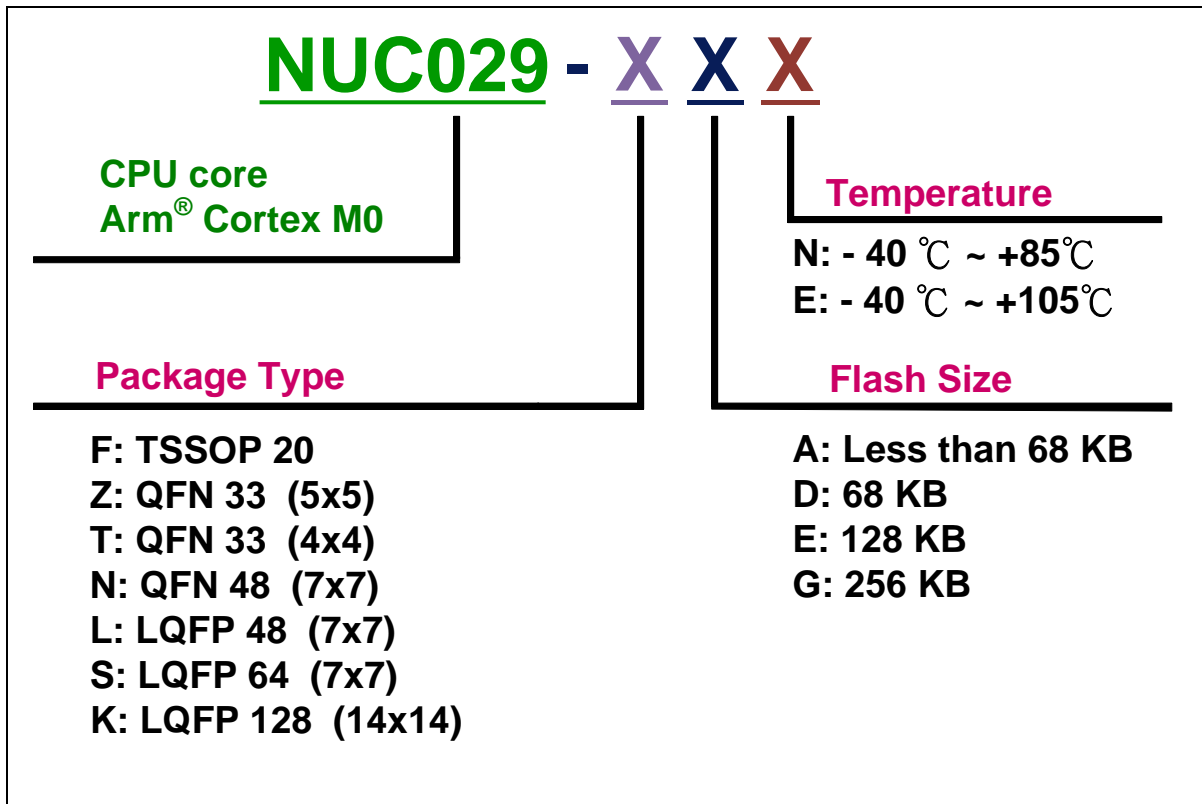 NUC029 - X X X
CPU core
Arm® Cortex M0
Temperature
N: - 40 ℃ ~ +85℃
E: - 40 ℃ ~ +105℃
Package Type
F: TSSOP 20
Z: QFN 33 (5x5)
T: QFN 33 (4x4)
N: QFN 48 (7x7)
L: LQFP 48 (7x7)
S: LQFP 64 (7x7)
K: LQFP 128 (14x14)
Flash Size
A: Less than 68 KB
D: 68 KB
E: 128 KB
G: 256 KB